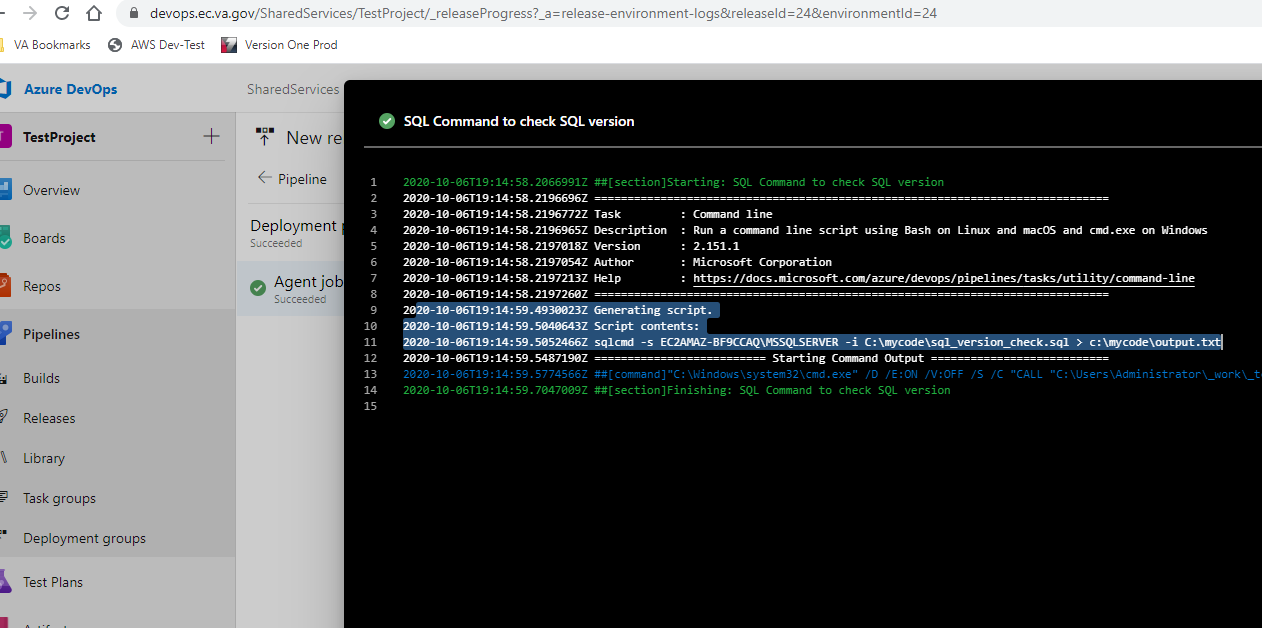 devops.ec.va.gov/SharedServices/TestProject/_releaseProgress?_a=release-environment-logs&releaseId=24&environmentId=24
VA Bookmarks AWS Dev-Test Version One Prod
Azure DevOps
SharedServices
TestProject
Overview
Boards
Repos
Pipelines
Builds
Releases
Library
Task groups
Deployment groups
Test Plans
New re
Pipeline
Deployment
Succeeded
Agent job
Succeeded
SQL Command to check SQL version
1 2020-10-06T19:14:58.2066991Z ##[section]Starting: SQL Command to check SQL version
2 2020-10-06T19:14:58.2196696Z ==============================================================================
3 2020-10-06T19:14:58.2196772Z Task         : Command line
4 2020-10-06T19:14:58.2196965Z Description  : Run a command line script using Bash on Linux and macOS and cmd.exe on Windows
5 2020-10-06T19:14:58.2197018Z Version      : 2.151.1
6 2020-10-06T19:14:58.2197054Z Author       : Microsoft Corporation
7 2020-10-06T19:14:58.2197213Z Help         : https://docs.microsoft.com/azure/devops/pipelines/tasks/utility/command-line
8 2020-10-06T19:14:58.2197260Z ==============================================================================
9 2020-10-06T19:14:59.4930023Z Generating script.
10 2020-10-06T19:14:59.5040643Z Script contents:
11 2020-10-06T19:14:59.5052466Z sqlcmd -s EC2AMAZ-BF9CCAQ\MSSQLSERVER -i C:\mycode\sql_version_check.sql > c:\mycode\output.txt
12 2020-10-06T19:14:59.5487190Z ========================== Starting Command Output ===========================
13 2020-10-06T19:14:59.5774566Z ##[command]"C:\Windows\system32\cmd.exe" /D /E:ON /V:OFF /S /C "CALL "C:\Users\Administrator\_work\_t
14 2020-10-06T19:14:59.7047009Z ##[section]Finishing: SQL Command to check SQL version
15